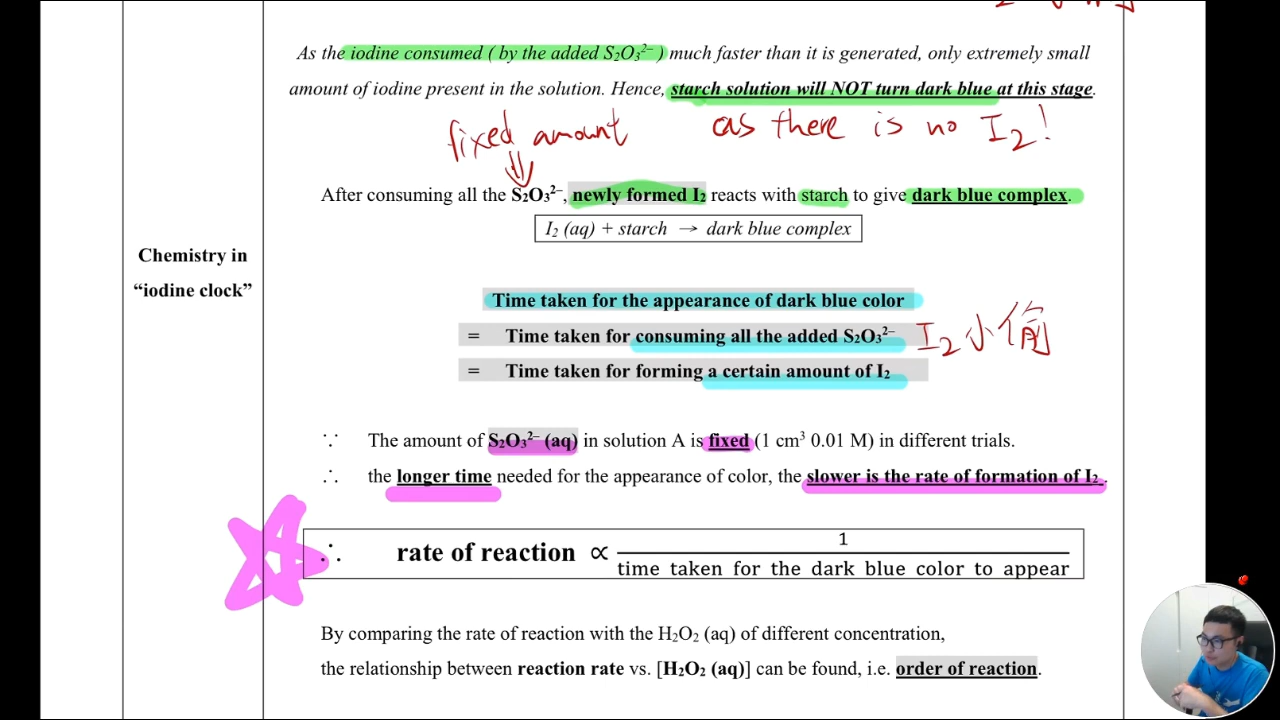 As the iodine consumed ( by the added S₂O₃²⁻ ) much faster than it is generated, only extremely small
amount of iodine present in the solution. Hence, starch solution will NOT turn dark blue at this stage.
fixed amount as there is no I₂!
After consuming all the S₂O₃²⁻, newly formed I₂ reacts with starch to give dark blue complex.
I₂ (aq) + starch → dark blue complex
Chemistry in
“iodine clock”
Time taken for the appearance of dark blue color
= Time taken for consuming all the added S₂O₃²⁻
I₂小偷
= Time taken for forming a certain amount of I₂
∵ The amount of S₂O₃²⁻ (aq) in solution A is fixed (1 cm³ 0.01 M) in different trials.
∴ the longer time needed for the appearance of color, the slower is the rate of formation of I₂.
∴ rate of reaction ∝ 1
time taken for the dark blue color to appear
By comparing the rate of reaction with the H₂O₂ (aq) of different concentration,
the relationship between reaction rate vs. [H₂O₂ (aq)] can be found, i.e. order of reaction.